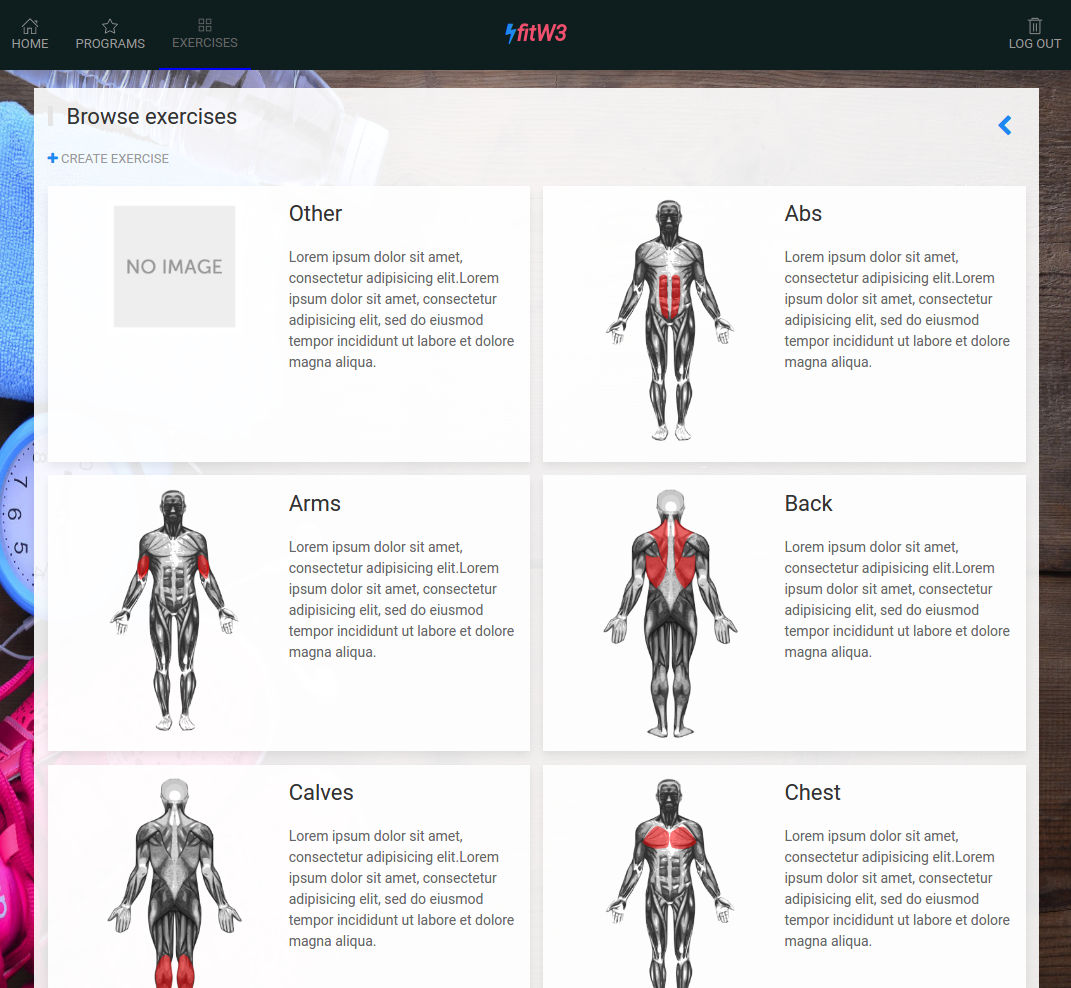 HOME
PROGRAMS
EXERCISES
fitW3
LOG OUT
Browse exercises
CREATE EXERCISE
NO IMAGE
Other
Lorem ipsum dolor sit amet,
consectetur adipisicing elit.Lorem
ipsum dolor sit amet, consectetur
adipisicing elit, sed do eiusmod
tempor incididunt ut labore et dolore
magna aliqua.
Abs
Lorem ipsum dolor sit amet,
consectetur adipisicing elit.Lorem
ipsum dolor sit amet, consectetur
adipisicing elit, sed do eiusmod
tempor incididunt ut labore et dolore
magna aliqua.
7
6
5
Arms
Lorem ipsum dolor sit amet,
consectetur adipisicing elit.Lorem
ipsum dolor sit amet, consectetur
adipisicing elit, sed do eiusmod
tempor incididunt ut labore et dolore
magna aliqua.
Back
Lorem ipsum dolor sit amet,
consectetur adipisicing elit.Lorem
ipsum dolor sit amet, consectetur
adipisicing elit, sed do eiusmod
tempor incididunt ut labore et dolore
magna aliqua.
Calves
Lorem ipsum dolor sit amet,
consectetur adipisicing elit.Lorem
ipsum dolor sit amet, consectetur
adipisicing elit, sed do eiusmod
tempor incididunt ut labore et dolore
magna aliqua.
Chest
Lorem ipsum dolor sit amet,
consectetur adipisicing elit.Lorem
ipsum dolor sit amet, consectetur
adipisicing elit, sed do eiusmod
tempor incididunt ut labore et dolore
magna aliqua.